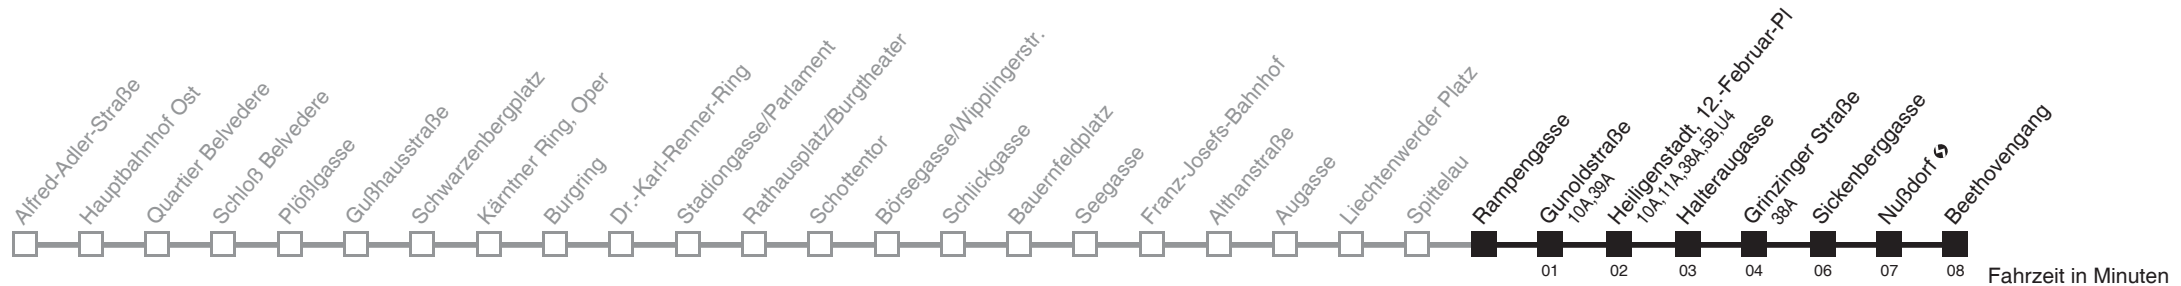 Alfred-Adler-Straße
Hauptbahnhof Ost
Quartier Belvedere
Schloß Belvedere
Plößlgasse
Gußhausstraße
Schwarzenbergplatz
Kärntner Ring, Oper
Burgring
Dr.-Karl-Renner-Ring
Stadiongasse/Parlament
Rathausplatz/Burgtheater
Schottentor
Börsegasse/Wipplingerstr.
Schlickgasse
Bauernfeldplatz
Seegasse
Franz-Josefs-Bahnhof
Althanstraße
Augasse
Liechtenwerder Platz
Spittelau
Rampengasse
Gunoldstraße
10A,39A
Heiligenstadt, 12.-Februar-Pl
10A,11A,38A,5B,U4
Halteraugasse
Grinzinger Straße
38A
Sickenberggasse
Nußdorf
Beethovengang
01 02 03 04 06 07 08
Fahrzeit in Minuten